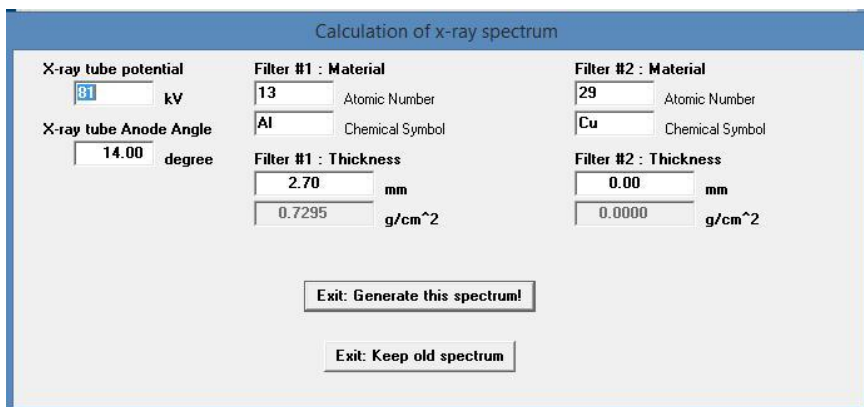 Calculation of x-ray spectrum
X-ray tube potential
81 kV
X-ray tube Anode Angle
14.00 degree
Filter #1 : Material
13 Atomic Number
Al Chemical Symbol
Filter #1 : Thickness
2.70 mm
0.7295 g/cm^2
Filter #2 : Material
29 Atomic Number
Cu Chemical Symbol
Filter #2 : Thickness
0.00 mm
0.0000 g/cm^2
Exit: Generate this spectrum!
Exit: Keep old spectrum